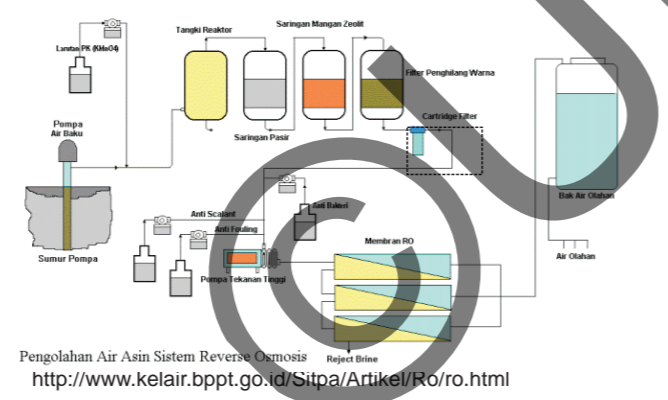 Saringan Mangan Zeolit
Tangki Reaktor
Larutan PK (KMnO4)
Filter Penghilang Warna
Cartridge Filter
Pompa
Air Baku
Saringan Pasir
Bak Air Olahan
Anti Bakteri
Anti Scalant
Anti Fouling
Membran RO
Sumur Pompa
Air Olahan
Pompa Tekanan Tinggi
Pengolahan Air Asin Sistem Reverse Osmosis
Reject Brine
http://www.kelair.bppt.go.id/Sitpa/Artikel/Ro/ro.html